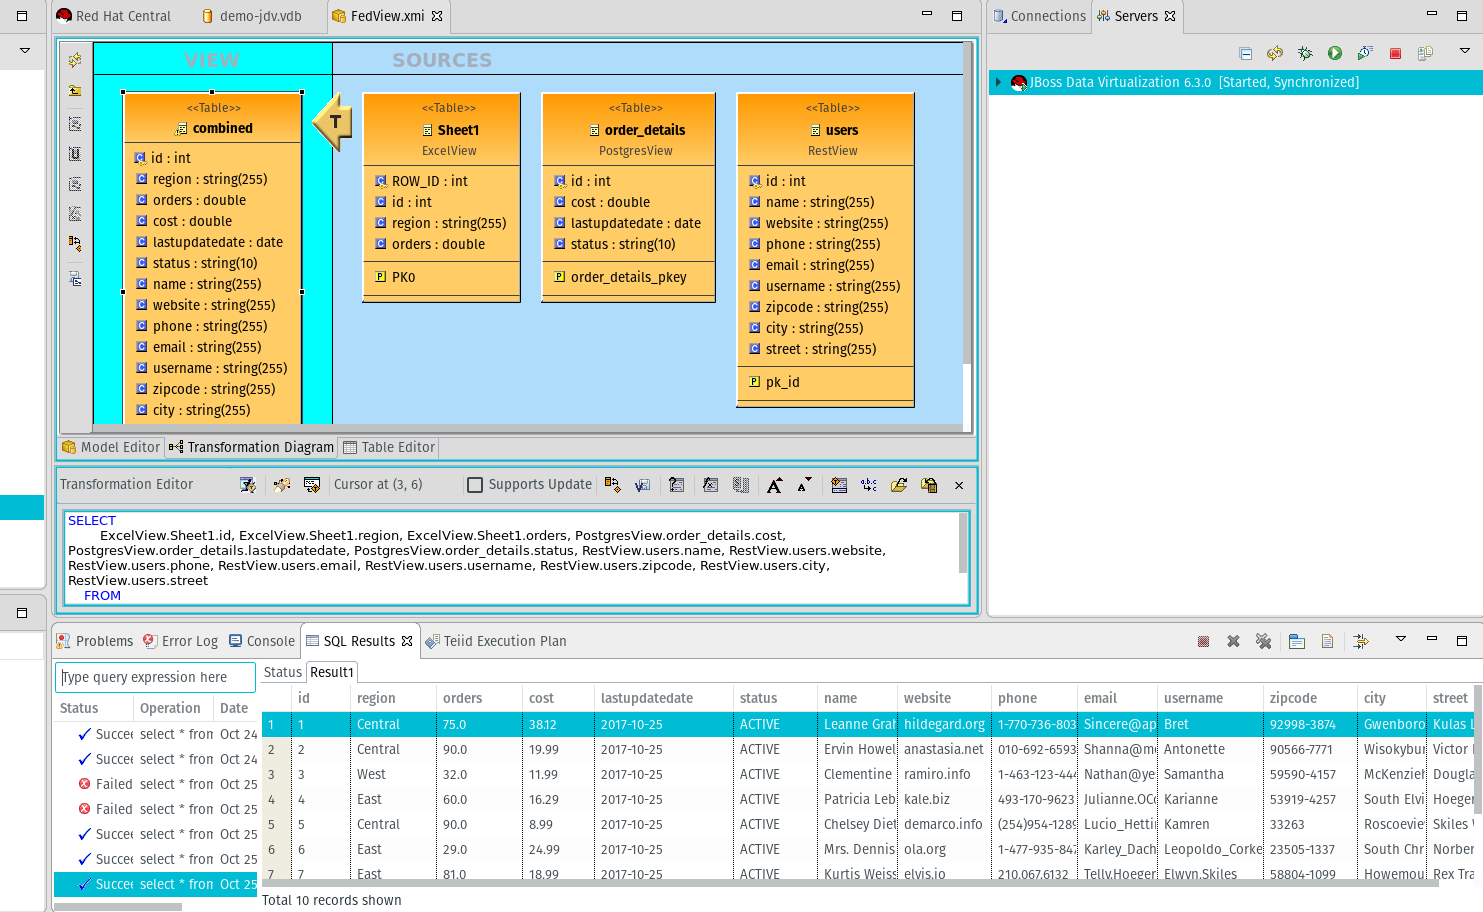 Red Hat Central
demo-jdv.vdb
FedView.xmi
Connections
Servers
VIEW
SOURCES
JBoss Data Virtualization 6.3.0 [Started, Synchronized]
<<Table>>
combined
id : int
region : string(255)
orders : double
cost : double
lastupdatedate : date
status : string(10)
name : string(255)
website : string(255)
phone : string(255)
email : string(255)
username : string(255)
zipcode : string(255)
city : string(255)
T
<<Table>>
Sheet1
ExcelView
ROW_ID : int
id : int
region : string(255)
orders : double
PK0
<<Table>>
order_details
PostgresView
id : int
cost : double
lastupdatedate : date
status : string(10)
order_details_pkey
<<Table>>
users
RestView
id : int
name : string(255)
website : string(255)
phone : string(255)
email : string(255)
username : string(255)
zipcode : string(255)
city : string(255)
street : string(255)
pk_id
Model Editor Transformation Diagram Table Editor
Transformation Editor Cursor at (3, 6) Supports Update
SELECT
ExcelView.Sheet1.id, ExcelView.Sheet1.region, ExcelView.Sheet1.orders, PostgresView.order_details.cost,
PostgresView.order_details.lastupdatedate, PostgresView.order_details.status, RestView.users.name, RestView.users.website,
RestView.users.phone, RestView.users.email, RestView.users.username, RestView.users.zipcode, RestView.users.city,
RestView.users.street
FROM
Problems Error Log Console SQL Results Teiid Execution Plan
Type query expression here
Status Operation Date
Succee select * fron Oct 24
Succee select * fron Oct 24
Failed select * fron Oct 25
Failed select * fron Oct 25
Succee select * fron Oct 25
Succee select * fron Oct 25
Succee select * fron Oct 25
Status Result1
id region orders cost lastupdatedate status name website phone email username zipcode city street
1 1 Central 75.0 38.12 2017-10-25 ACTIVE Leanne Grah hildegard.org 1-770-736-803 Sincere@ap Bret 92998-3874 Gwenboro Kulas L
2 2 Central 90.0 19.99 2017-10-25 ACTIVE Ervin Howel anastasia.net 010-692-6593 Shanna@me Antonette 90566-7771 Wisokybur Victor
3 3 West 32.0 11.99 2017-10-25 ACTIVE Clementine ramiro.info 1-463-123-444 Nathan@ye Samantha 59590-4157 McKenzieh Dougla
4 4 East 60.0 16.29 2017-10-25 ACTIVE Patricia Leb kale.biz 493-170-9623 Julianne.OCo Karianne 53919-4257 South Elvi Hoeger
5 5 Central 90.0 8.99 2017-10-25 ACTIVE Chelsey Diet demarco.info (254)954-1289 Lucio_Hettin Kamren 33263 Roscoevie Skiles
6 6 East 29.0 24.99 2017-10-25 ACTIVE Mrs. Dennis ola.org 1-477-935-847 Karley_Dach Leopoldo_Corke 23505-1337 South Chr Norber
7 7 East 81.0 18.99 2017-10-25 ACTIVE Kurtis Weiss elvis.io 210.067.6132 Telly.Hoeger Elwyn.Skiles 58804-1099 Howemou Rex Tra
Total 10 records shown